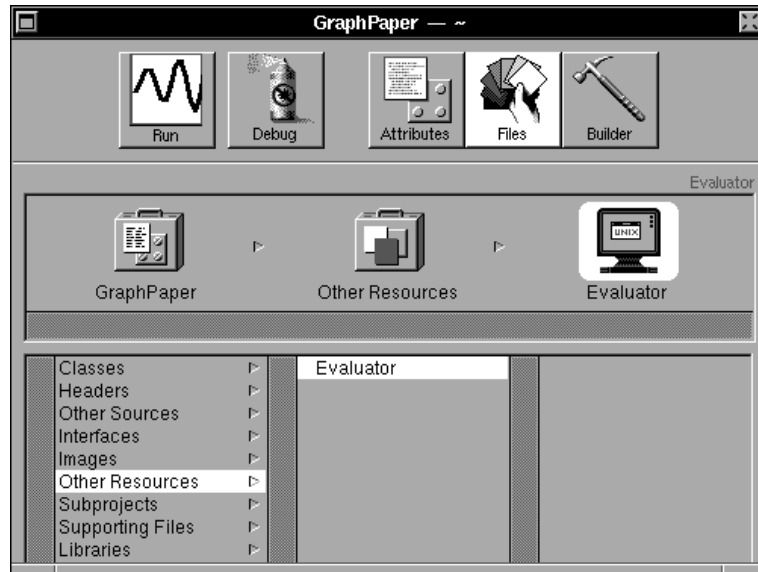 GraphPaper — ~
Run
Debug
Attributes
Files
Builder
Evaluator
UNIX
GraphPaper
Other Resources
Evaluator
Classes
Headers
Other Sources
Interfaces
Images
Other Resources
Subprojects
Supporting Files
Libraries
Evaluator